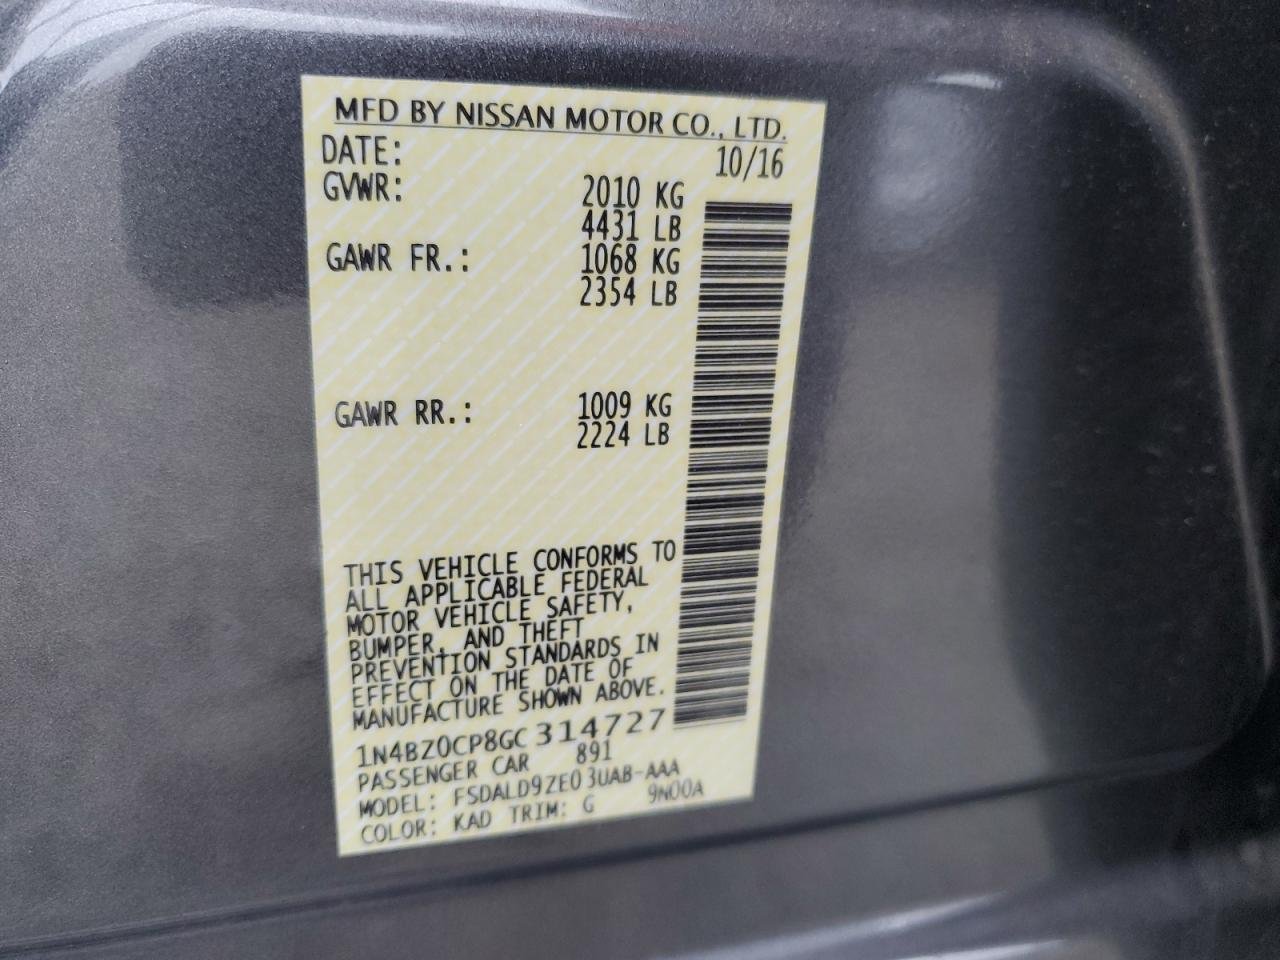 MFD BY NISSAN MOTOR CO., LTD.
DATE: 10/16
GVWR: 2010 KG
4431 LB
GAWR FR.: 1068 KG
2354 LB
GAWR RR.: 1009 KG
2224 LB
THIS VEHICLE CONFORMS TO
ALL APPLICABLE FEDERAL
MOTOR VEHICLE SAFETY,
BUMPER, AND THEFT
PREVENTION STANDARDS IN
EFFECT ON THE DATE OF
MANUFACTURE SHOWN ABOVE.
1N4BZ0CP8GC314727
PASSENGER CAR 891
MODEL: FSDALD9ZE0 3UAB-AAA
COLOR: KAD TRIM: G 9N00A